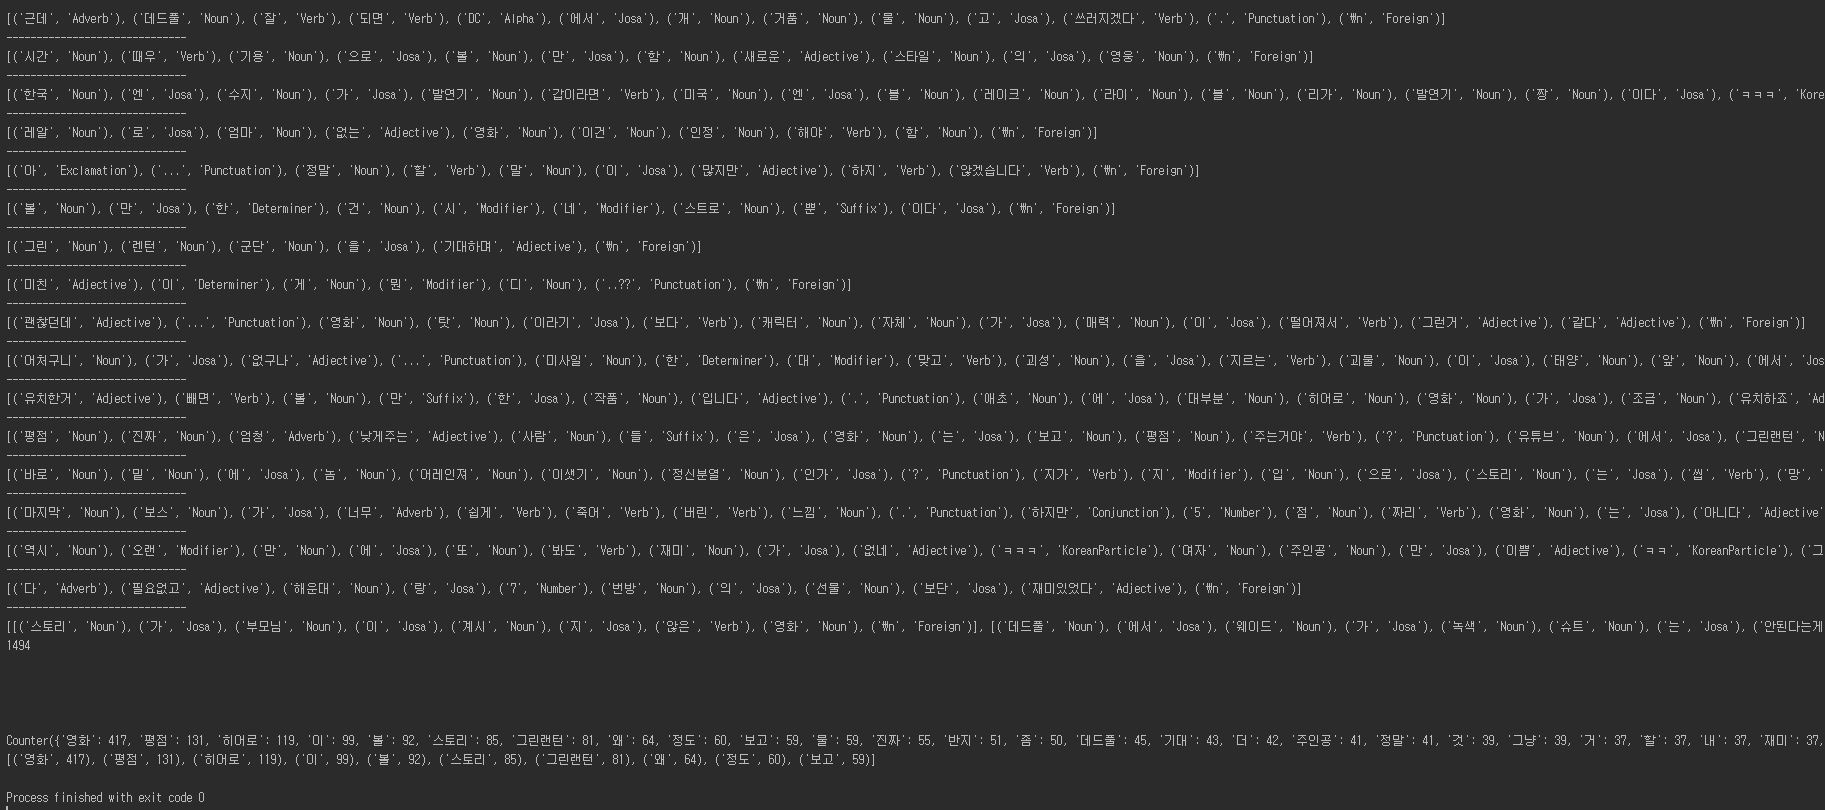 [('근데', 'Adverb'), ('데드풀', 'Noun'), ('잘', 'Verb'), ('되면', 'Verb'), ('DC', 'Alpha'), ('에서', 'Josa'), ('개', 'Noun'), ('거품', 'Noun'), ('물', 'Noun'), ('고', 'Josa'), ('쓰러지겠다', 'Verb'), ('.', 'Punctuation'), ('\n', 'Foreign')]
------------------------------
[('시간', 'Noun'), ('때우', 'Verb'), ('기용', 'Noun'), ('으로', 'Josa'), ('볼', 'Noun'), ('만', 'Josa'), ('함', 'Noun'), ('새로운', 'Adjective'), ('스타일', 'Noun'), ('의', 'Josa'), ('영웅', 'Noun'), ('\n', 'Foreign')]
------------------------------
[('한국', 'Noun'), ('엔', 'Josa'), ('수지', 'Noun'), ('가', 'Josa'), ('발연기', 'Noun'), ('갑이라면', 'Verb'), ('미국', 'Noun'), ('엔', 'Josa'), ('블', 'Noun'), ('레이크', 'Noun'), ('라이', 'Noun'), ('블', 'Noun'), ('리가', 'Noun'), ('발연기', 'Noun'), ('짱', 'Noun'), ('이다', 'Josa'), ('ㅋㅋㅋ', 'Kore
------------------------------
[('레알', 'Noun'), ('로', 'Josa'), ('엄마', 'Noun'), ('없는', 'Adjective'), ('영화', 'Noun'), ('이건', 'Noun'), ('인정', 'Noun'), ('해야', 'Verb'), ('함', 'Noun'), ('\n', 'Foreign')]
------------------------------
[('아', 'Exclamation'), ('...', 'Punctuation'), ('정말', 'Noun'), ('할', 'Verb'), ('말', 'Noun'), ('이', 'Josa'), ('많지만', 'Adjective'), ('하지', 'Verb'), ('않겠습니다', 'Verb'), ('\n', 'Foreign')]
------------------------------
[('볼', 'Noun'), ('만', 'Josa'), ('한', 'Determiner'), ('건', 'Noun'), ('시', 'Modifier'), ('네', 'Modifier'), ('스트로', 'Noun'), ('뿐', 'Suffix'), ('이다', 'Josa'), ('\n', 'Foreign')]
------------------------------
[('그린', 'Noun'), ('렌턴', 'Noun'), ('군단', 'Noun'), ('을', 'Josa'), ('기대하며', 'Adjective'), ('\n', 'Foreign')]
------------------------------
[('미친', 'Adjective'), ('이', 'Determiner'), ('게', 'Noun'), ('뭔', 'Modifier'), ('디', 'Noun'), ('..??', 'Punctuation'), ('\n', 'Foreign')]
------------------------------
[('괜찮던데', 'Adjective'), ('...', 'Punctuation'), ('영화', 'Noun'), ('탓', 'Noun'), ('이라기', 'Josa'), ('보다', 'Verb'), ('캐릭터', 'Noun'), ('자체', 'Noun'), ('가', 'Josa'), ('매력', 'Noun'), ('이', 'Josa'), ('떨어져서', 'Verb'), ('그런거', 'Adjective'), ('같다', 'Adjective'), ('\n', 'Foreign')]
------------------------------
[('어처구니', 'Noun'), ('가', 'Josa'), ('없구나', 'Adjective'), ('...', 'Punctuation'), ('미사일', 'Noun'), ('한', 'Determiner'), ('대', 'Modifier'), ('맞고', 'Verb'), ('괴성', 'Noun'), ('을', 'Josa'), ('지르는', 'Verb'), ('괴물', 'Noun'), ('이', 'Josa'), ('태양', 'Noun'), ('앞', 'Noun'), ('에서', 'Jos
------------------------------
[('유치한거', 'Adjective'), ('빼면', 'Verb'), ('볼', 'Noun'), ('만', 'Suffix'), ('한', 'Josa'), ('작품', 'Noun'), ('입니다', 'Adjective'), ('.', 'Punctuation'), ('애초', 'Noun'), ('에', 'Josa'), ('대부분', 'Noun'), ('히어로', 'Noun'), ('영화', 'Noun'), ('가', 'Josa'), ('조금', 'Noun'), ('유치하죠', 'Ad
------------------------------
[('평점', 'Noun'), ('진짜', 'Noun'), ('엄청', 'Adverb'), ('낮게주는', 'Adjective'), ('사람', 'Noun'), ('들', 'Suffix'), ('은', 'Josa'), ('영화', 'Noun'), ('는', 'Josa'), ('보고', 'Noun'), ('평점', 'Noun'), ('주는거야', 'Verb'), ('?', 'Punctuation'), ('유튜브', 'Noun'), ('에서', 'Josa'), ('그린랜턴', 'N
------------------------------
[('바로', 'Noun'), ('밑', 'Noun'), ('에', 'Josa'), ('놈', 'Noun'), ('어레인져', 'Noun'), ('이샛기', 'Noun'), ('정신분열', 'Noun'), ('인가', 'Josa'), ('?', 'Punctuation'), ('지가', 'Verb'), ('지', 'Modifier'), ('입', 'Noun'), ('으로', 'Josa'), ('스토리', 'Noun'), ('는', 'Josa'), ('씹', 'Verb'), ('망', '
------------------------------
[('마지막', 'Noun'), ('보스', 'Noun'), ('가', 'Josa'), ('너무', 'Adverb'), ('쉽게', 'Verb'), ('죽어', 'Verb'), ('버린', 'Verb'), ('느낌', 'Noun'), ('.', 'Punctuation'), ('하지만', 'Conjunction'), ('5', 'Number'), ('점', 'Noun'), ('짜리', 'Verb'), ('영화', 'Noun'), ('는', 'Josa'), ('아니다', 'Adjective'
------------------------------
[('역시', 'Noun'), ('오랜', 'Modifier'), ('만', 'Noun'), ('에', 'Josa'), ('또', 'Noun'), ('봐도', 'Verb'), ('재미', 'Noun'), ('가', 'Josa'), ('없네', 'Adjective'), ('ㅋㅋㅋ', 'KoreanParticle'), ('여자', 'Noun'), ('주인공', 'Noun'), ('만', 'Josa'), ('이쁨', 'Adjective'), ('ㅋㅋ', 'KoreanParticle'), ('그
------------------------------
[('다', 'Adverb'), ('필요없고', 'Adjective'), ('해운대', 'Noun'), ('랑', 'Josa'), ('7', 'Number'), ('번방', 'Noun'), ('의', 'Josa'), ('선물', 'Noun'), ('보단', 'Josa'), ('재미있었다', 'Adjective'), ('\n', 'Foreign')]
------------------------------
[[('스토리', 'Noun'), ('가', 'Josa'), ('부모님', 'Noun'), ('이', 'Josa'), ('계시', 'Noun'), ('지', 'Josa'), ('않은', 'Verb'), ('영화', 'Noun'), ('\n', 'Foreign')], [('데드풀', 'Noun'), ('에서', 'Josa'), ('웨이드', 'Noun'), ('가', 'Josa'), ('녹색', 'Noun'), ('슈트', 'Noun'), ('는', 'Josa'), ('안된다는게
1494
Counter({'영화': 417, '평점': 131, '히어로': 119, '이': 99, '볼': 92, '스토리': 85, '그린랜턴': 81, '왜': 64, '정도': 60, '보고': 59, '물': 59, '진짜': 55, '반지': 51, '좀': 50, '데드풀': 45, '기대': 43, '더': 42, '주인공': 41, '정말': 41, '것': 39, '그냥': 39, '거': 37, '할': 37, '내': 37, '재미': 37,
[('영화', 417), ('평점', 131), ('히어로', 119), ('이', 99), ('볼', 92), ('스토리', 85), ('그린랜턴', 81), ('왜', 64), ('정도', 60), ('보고', 59)]
Process finished with exit code 0